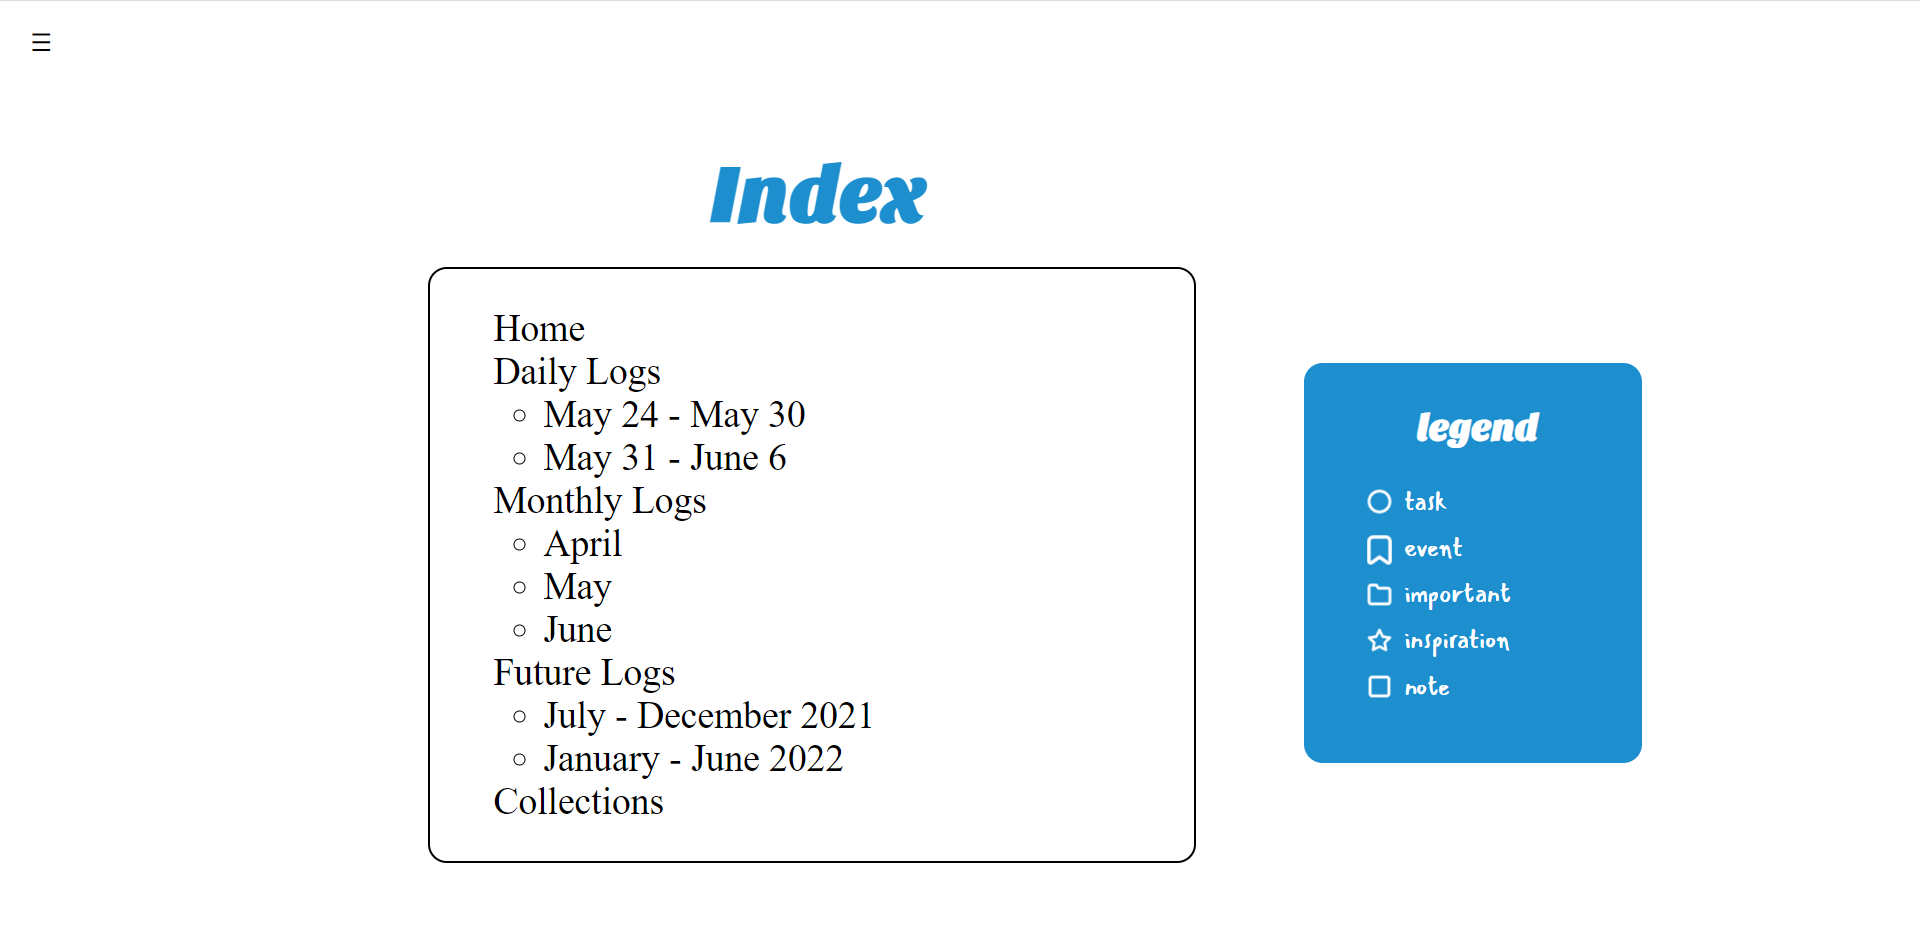 Index
Home
Daily Logs
May 24 - May 30
May 31 - June 6
Monthly Logs
April
May
June
Future Logs
July - December 2021
January - June 2022
Collections
legend
task
event
important
inspiration
note